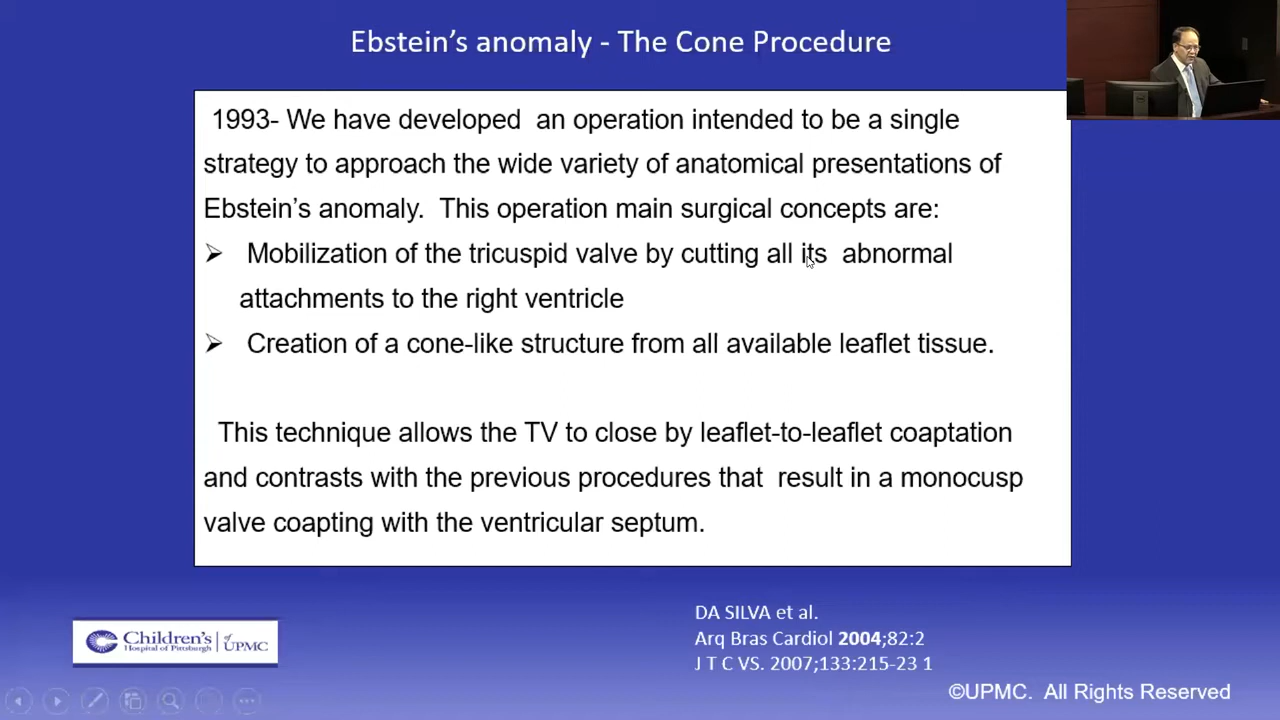 Ebstein's anomaly - The Cone Procedure
1993- We have developed an operation intended to be a single
strategy to approach the wide variety of anatomical presentations of
Ebstein's anomaly. This operation main surgical concepts are:
➢ Mobilization of the tricuspid valve by cutting all its abnormal
attachments to the right ventricle
➢ Creation of a cone-like structure from all available leaflet tissue.
This technique allows the TV to close by leaflet-to-leaflet coaptation
and contrasts with the previous procedures that result in a monocusp
valve coapting with the ventricular septum.
DA SILVA et al.
Arq Bras Cardiol 2004;82:2
J T C VS. 2007;133:215-23 1
Children's
Hospital of Pittsburgh
of
UPMC
©UPMC. All Rights Reserved